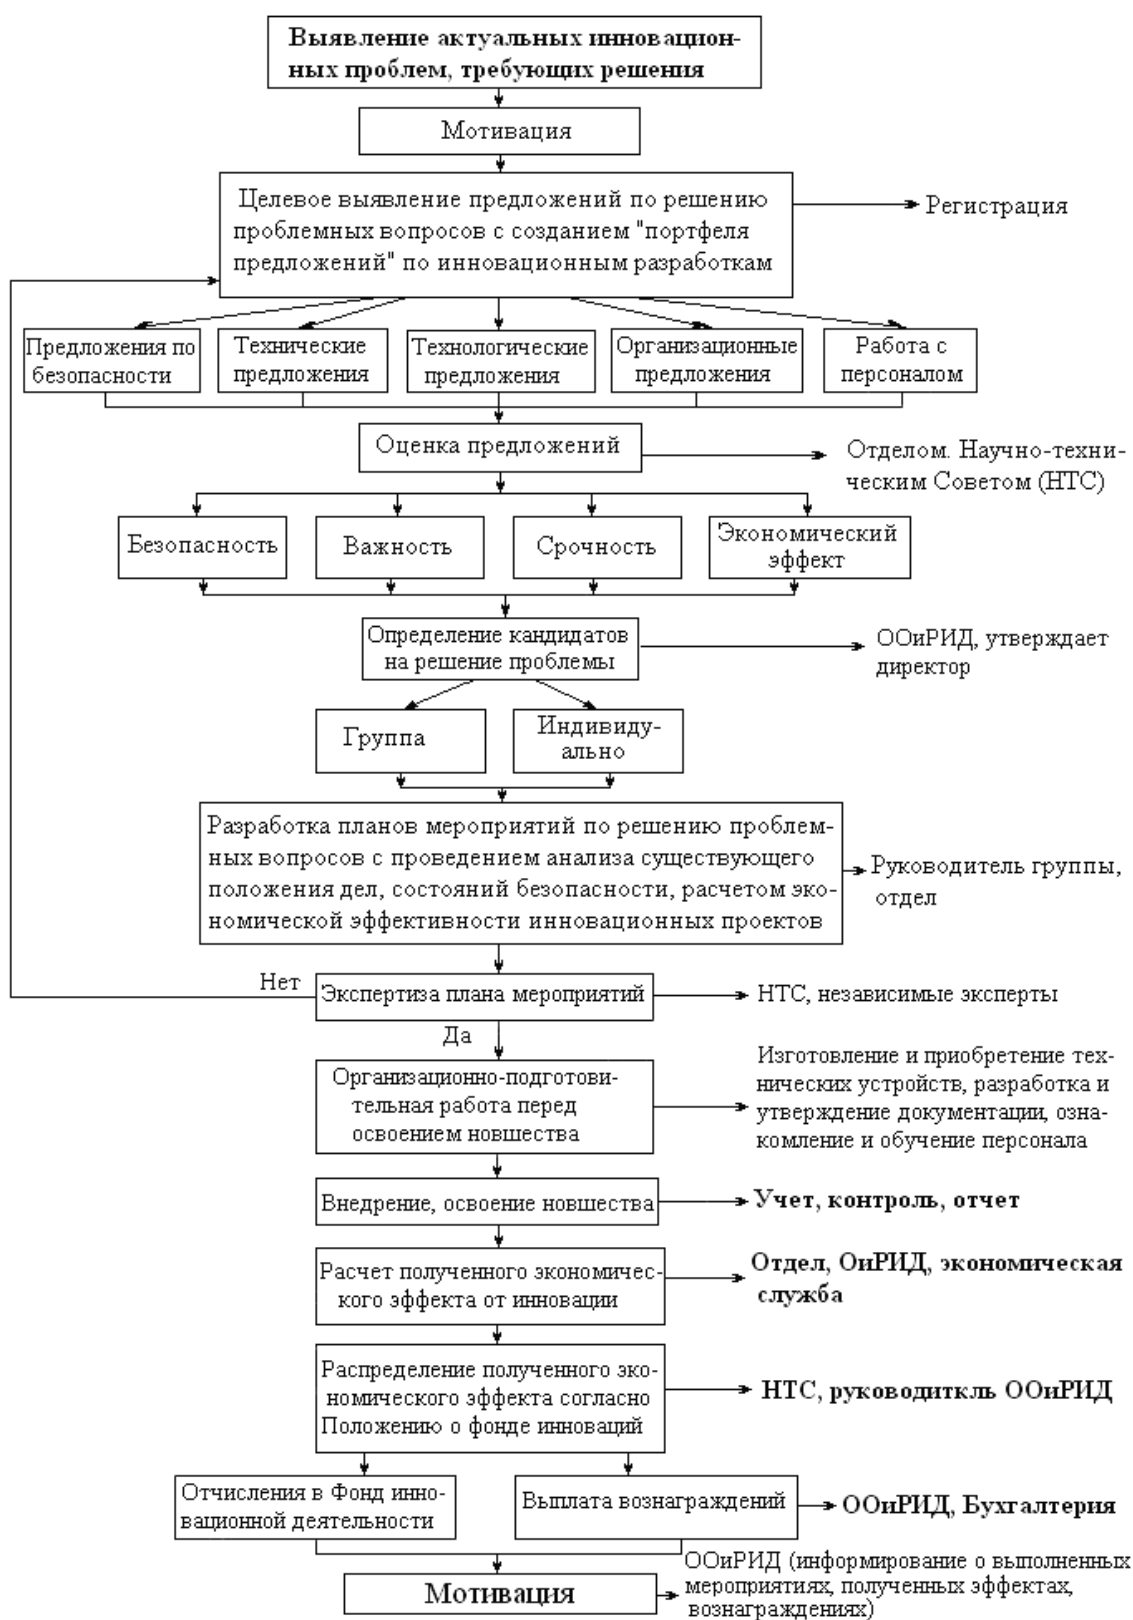 Выявление актуальных инновацион-
ных проблем, требующих решения
Мотивация
Целевое выявление предложений по решению
проблемных вопросов с созданием "портфеля
предложений" по инновационным разработкам
Регистрация
Предложения по
безопасности
Технические
предложения
Технологические
предложения
Организационные
предложения
Работа с
персоналом
Оценка предложений
Отделом. Научно-техни-
ческим Советом (НТС)
Безопасность
Важность
Срочность
Экономический
эффект
Определение кандидатов
на решение проблемы
ООиРИД, утверждает
директор
Группа
Индивиду-
ально
Разработка планов мероприятий по решению проблем-
ных вопросов с проведением анализа существующего
положения дел, состояний безопасности, расчетом эко-
номической эффективности инновационных проектов
Руководитель группы,
отдел
Нет
Экспертиза плана мероприятий
НТС, независимые эксперты
Да
Организационно-подготови-
тельная работа перед
освоением новшества
Изготовление и приобретение тех-
нических устройств, разработка и
утверждение документации, озна-
комление и обучение персонала
Внедрение, освоение новшества
Учет, контроль, отчет
Расчет полученного экономичес-
кого эффекта от инновации
Отдел, ОиРИД, экономическая
служба
Распределение полученного эко-
номического эффекта согласно
Положению о фонде инноваций
НТС, руководиткль ООиРИД
Отчисления в Фонд инно-
вационной деятельности
Выплата вознаграждений
ООиРИД, Бухгалтерия
Мотивация
ООиРИД (информирование о выполненных
мероприятиях, полученных эффектах,
вознаграждениях)